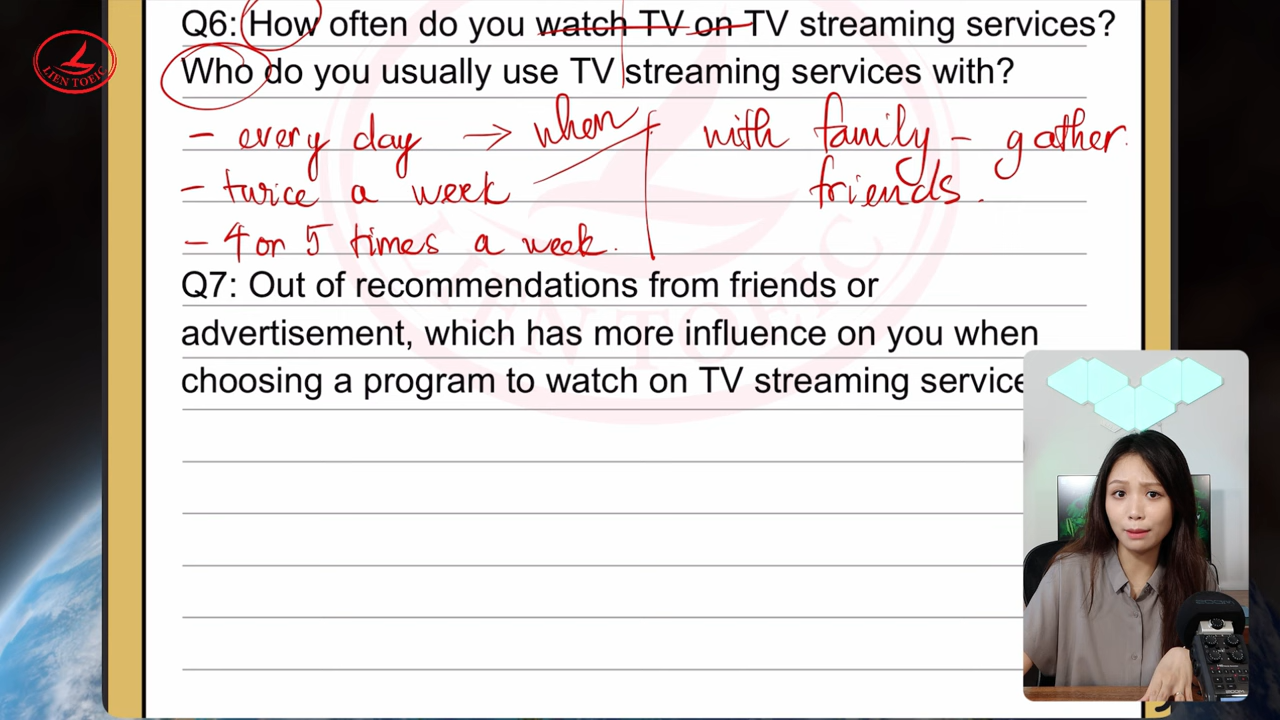 Q6: How often do you watch TV on TV streaming services?
LIEN TOEIC
Who do you usually use TV streaming services with?
- every day → when
with family - gather.
- twice a week
friends.
- 4 or 5 times a week.
Q7: Out of recommendations from friends or
advertisement, which has more influence on you when
choosing a program to watch on TV streaming service
LIEN TOEIC